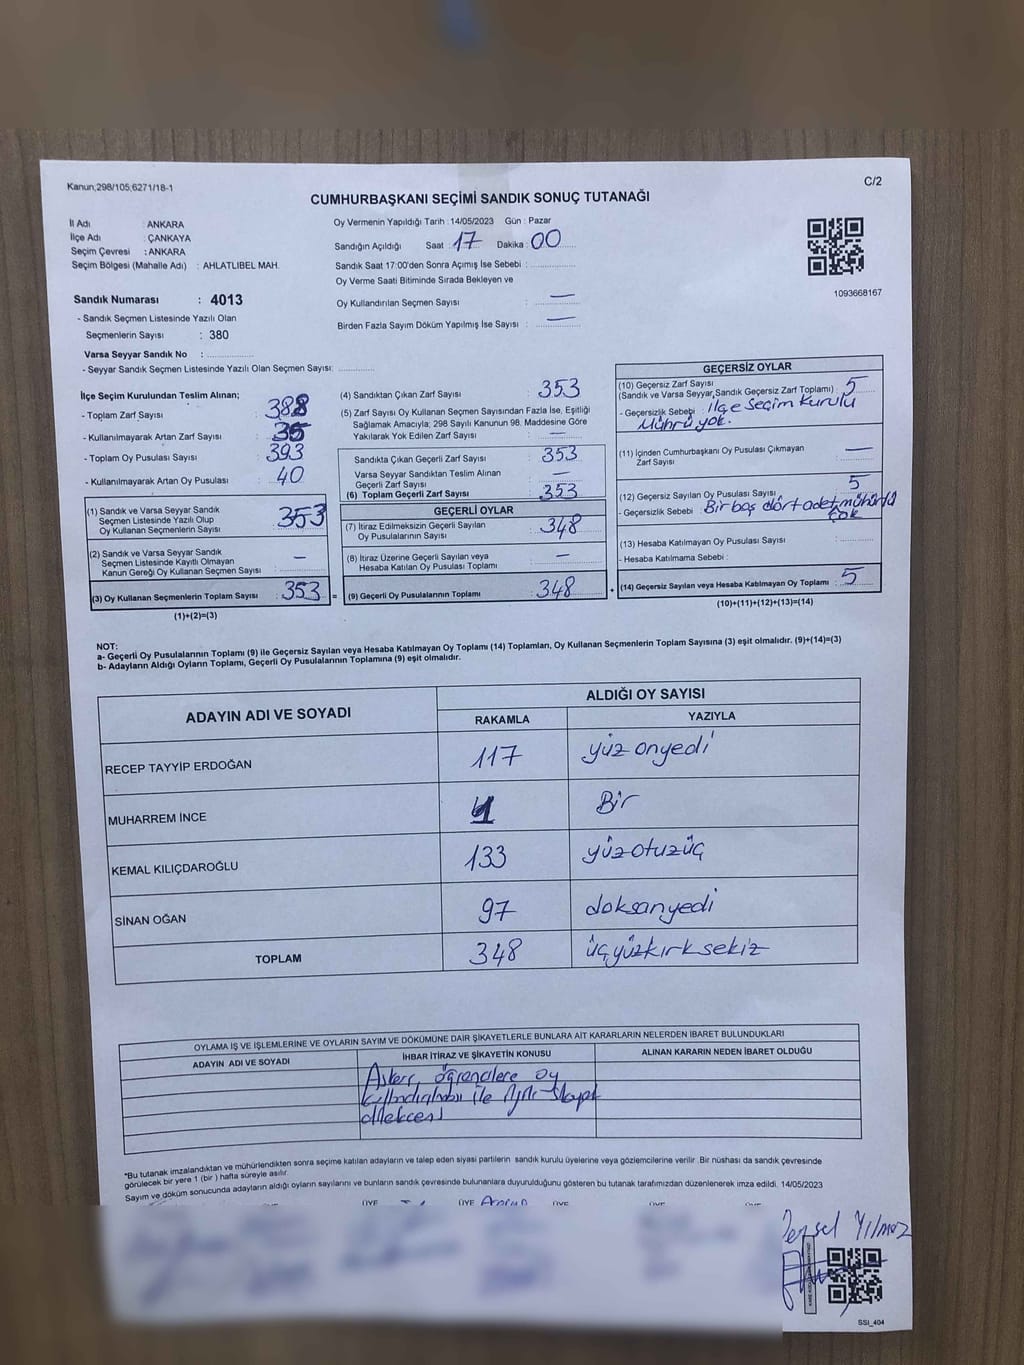 Kanun,298/105,6271/18-1
C/2
CUMHURBAŞKANI SEÇİMİ SANDIK SONUÇ TUTANAĞI
İl Adı : ANKARA
İlçe Adı : ÇANKAYA
Seçim Çevresi : ANKARA
Seçim Bölgesi (Mahalle Adı) : AHLATLIBEL MAH.
Sandık Numarası : 4013
- Sandık Seçmen Listesinde Yazılı Olan
Seçmenlerin Sayısı : 380
Varsa Seyyar Sandık No :
- Seyyar Sandık Seçmen Listesinde Yazılı Olan Seçmen Sayısı:
Oy Vermenin Yapıldığı Tarih : 14/05/2023 Gün : Pazar
Sandığın Açıldığı Saat : 17 Dakika : 00
Sandık Saat 17:00'den Sonra Açımış İse Sebebi :
Oy Verme Saati Bitiminde Sırada Bekleyen ve
Oy Kullandırılan Seçmen Sayısı : —
Birden Fazla Sayım Döküm Yapılmış İse Sayısı : —
1093668167
İlçe Seçim Kurulundan Teslim Alınan;
- Toplam Zarf Sayısı : 388
- Kullanılmayarak Artan Zarf Sayısı : 35
- Toplam Oy Pusulası Sayısı : 393
- Kullanılmayarak Artan Oy Pusulası : 40
(1) Sandık ve Varsa Seyyar Sandık
Seçmen Listesinde Yazılı Olup
Oy Kullanan Seçmenlerin Sayısı : 353
(2) Sandık ve Varsa Seyyar Sandık
Seçmen Listesinde Kayıtlı Olmayan
Kanun Gereği Oy Kullanan Seçmen Sayısı : —
(3) Oy Kullanan Seçmenlerin Toplam Sayısı : 353 =
(1)+(2)=(3)
(4) Sandıktan Çıkan Zarf Sayısı : 353
(5) Zarf Sayısı Oy Kullanan Seçmen Sayısından Fazla İse, Eşitliği
Sağlamak Amacıyla; 298 Sayılı Kanunun 98. Maddesine Göre
Yakılarak Yok Edilen Zarf Sayısı : —
Sandıkta Çıkan Geçerli Zarf Sayısı : 353
Varsa Seyyar Sandıktan Teslim Alınan
Geçerli Zarf Sayısı : —
(6) Toplam Geçerli Zarf Sayısı : 353
GEÇERLİ OYLAR
(7) İtiraz Edilmeksizin Geçerli Sayılan
Oy Pusulalarının Sayısı : 348
(8) İtiraz Üzerine Geçerli Sayılan veya
Hesaba Katılan Oy Pusulası Toplamı : —
(9) Geçerli Oy Pusulalarının Toplamı : 348 +
GEÇERSİZ OYLAR
(10) Geçersiz Zarf Sayısı : 5
(Sandık ve Varsa Seyyar Sandık Geçersiz Zarf Toplamı)
- Geçersizlik Sebebi : İlçe Seçim Kurulu
Mührü yok.
(11) İçinden Cumhurbaşkanı Oy Pusulası Çıkmayan
Zarf Sayısı : —
(12) Geçersiz Sayılan Oy Pusulası Sayısı : 5
- Geçersizlik Sebebi : Bir boş dört adet mühürlü
çok
(13) Hesaba Katılmayan Oy Pusulası Sayısı :
- Hesaba Katılmama Sebebi :
(14) Geçersiz Sayılan veya Hesaba Katılmayan Oy Toplamı : 5
(10)+(11)+(12)+(13)=(14)
NOT:
a- Geçerli Oy Pusulalarının Toplamı (9) ile Geçersiz Sayılan veya Hesaba Katılmayan Oy Toplamı (14) Toplamları, Oy Kullanan Seçmenlerin Toplam Sayısına (3) eşit olmalıdır. (9)+(14)=(3)
b- Adayların Aldığı Oyların Toplamı, Geçerli Oy Pusulalarının Toplamına (9) eşit olmalıdır.
ADAYIN ADI VE SOYADI
ALDIĞI OY SAYISI
RAKAMLA YAZIYLA
RECEP TAYYİP ERDOĞAN 117 yüz onyedi
MUHARREM İNCE 1 Bir
KEMAL KILIÇDAROĞLU 133 yüzotuzüç
SİNAN OĞAN 97 doksanyedi
TOPLAM 348 üçyüzkırksekiz
OYLAMA İŞ VE İŞLEMLERİNE VE OYLARIN SAYIM VE DÖKÜMÜNE DAİR ŞİKAYETLERLE BUNLARA AİT KARARLARIN NELERDEN İBARET BULUNDUKLARI
ADAYIN ADI VE SOYADI İHBAR İTİRAZ VE ŞİKAYETİN KONUSU ALINAN KARARIN NEDEN İBARET OLDUĞU
Asker, öğrencilere oy
ile
dilekcesi
*Bu tutanak imzalandıktan ve mühürlendikten sonra seçime katılan adayların ve talep eden siyasi partilerin sandık kurulu üyelerine veya gözlemcilerine verilir. Bir nüshası da sandık çevresinde
görülecek bir yere 1 (bir ) hafta süreyle asılır.
Sayım ve döküm sonucunda adayların aldığı oyların sayılarını ve bunların sandık çevresinde bulunanlara duyurulduğunu gösteren bu tutanak tarafımızdan düzenlenerek imza edildi. 14/05/2023
ÜYE ÜYE ÜYE
Yılmaz
SSI_404